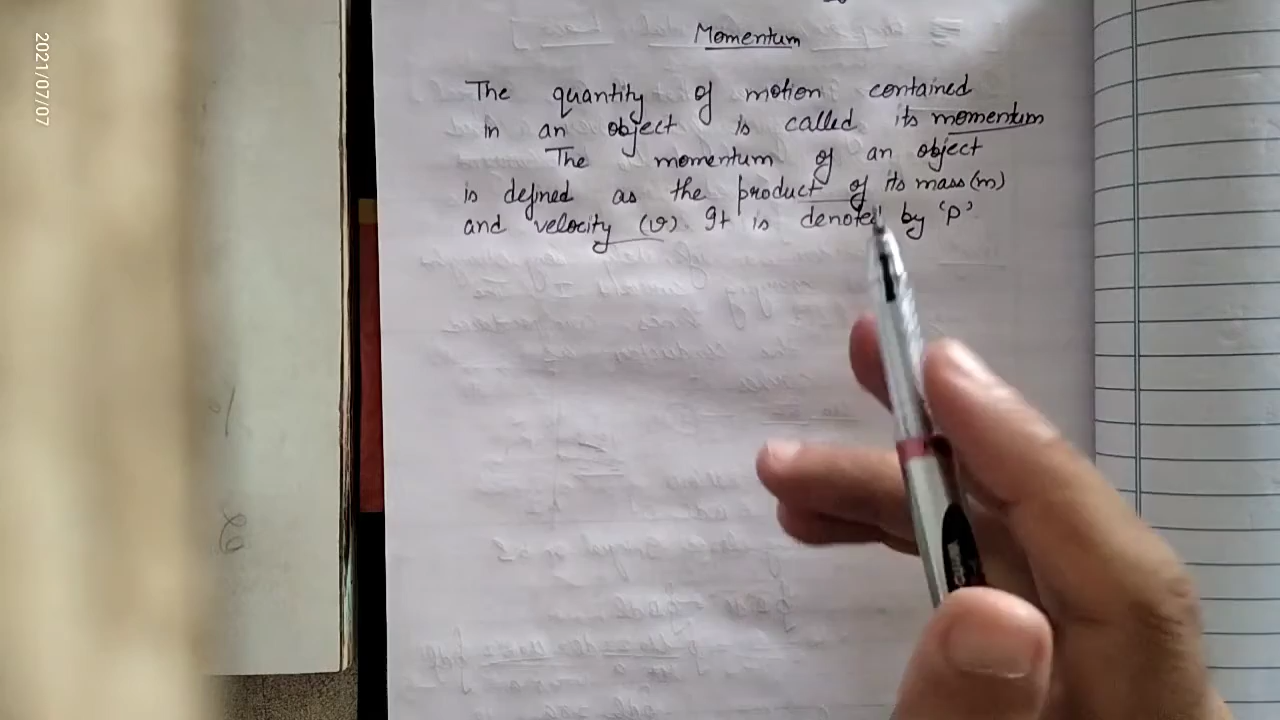 Momentum
The quantity of motion contained
in an object is called its momentum
The momentum of an object
is defined as the product of its mass (m)
and velocity (v). It is denoted by 'p'
2021/07/07